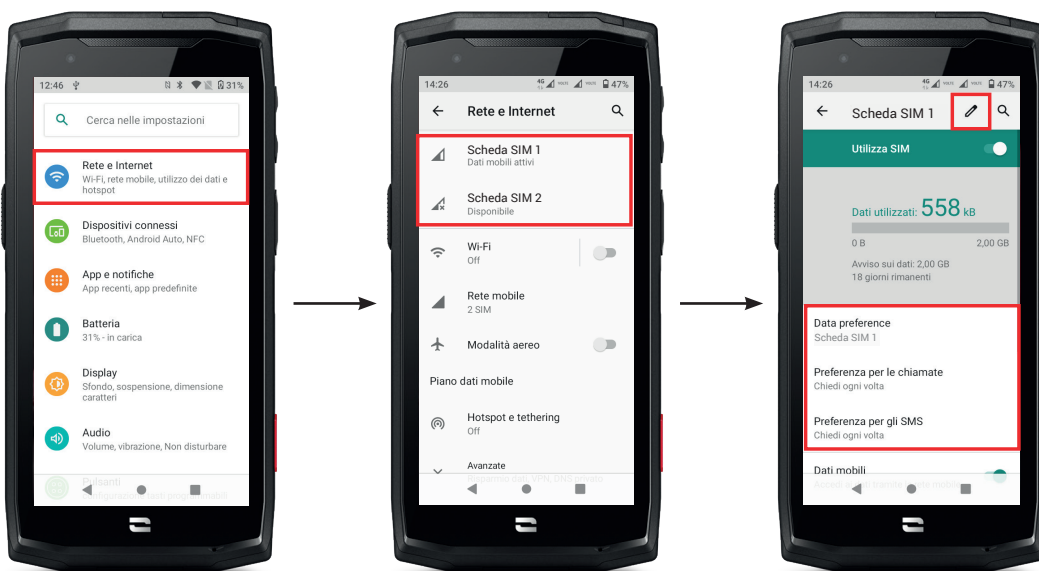 12:46
31%
Cerca nelle impostazioni
Rete e Internet
Wi-Fi, rete mobile, utilizzo dei dati e
hotspot
Dispositivi connessi
Bluetooth, Android Auto, NFC
App e notifiche
App recenti, app predefinite
Batteria
31% - in carica
Display
Sfondo, sospensione, dimensione
caratteri
Audio
Volume, vibrazione, Non disturbare
Pulsanti
14:26
4G
47%
Rete e Internet
Scheda SIM 1
Dati mobili attivi
Scheda SIM 2
Disponibile
Wi-Fi
Off
Rete mobile
2 SIM
Modalità aereo
Piano dati mobile
Hotspot e tethering
Off
Avanzate
14:26
4G
47%
Scheda SIM 1
Utilizza SIM
Dati utilizzati: 558 kB
0 B 2,00 GB
Avviso sui dati: 2,00 GB
18 giorni rimanenti
Data preference
Scheda SIM 1
Preferenza per le chiamate
Chiedi ogni volta
Preferenza per gli SMS
Chiedi ogni volta
Dati mobili